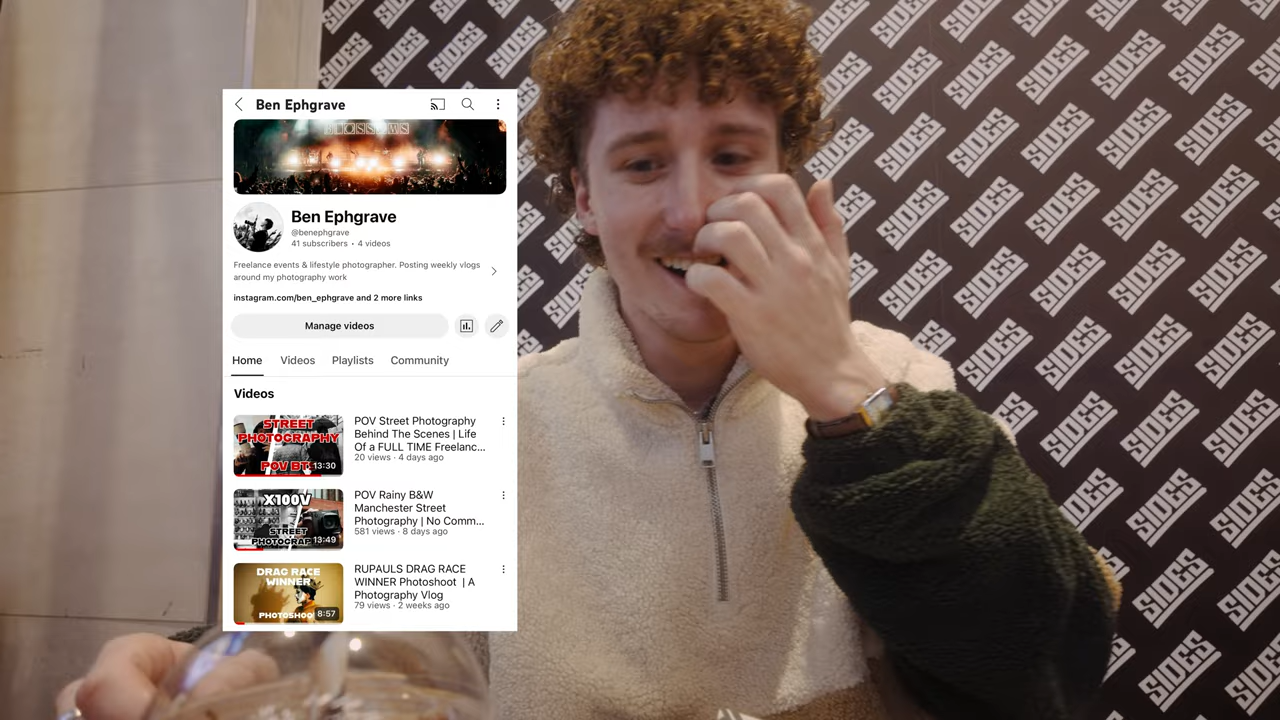 Ben Ephgrave
BLOSSOMS
Ben Ephgrave
@benephgrave
41 subscribers • 4 videos
Freelance events & lifestyle photographer. Posting weekly vlogs
around my photography work
instagram.com/ben_ephgrave and 2 more links
Manage videos
Home Videos Playlists Community
Videos
STREET
PHOTOGRAPHY
POV BTS
13:30
POV Street Photography
Behind The Scenes | Life
Of a FULL TIME Freelanc...
20 views · 4 days ago
X100V
STREET
PHOTOGRAP
13:49
POV Rainy B&W
Manchester Street
Photography | No Comm...
581 views · 8 days ago
DRAG RACE
WINNER
PHOTOSHOO
8:57
RUPAULS DRAG RACE
WINNER Photoshoot | A
Photography Vlog
79 views · 2 weeks ago
SIDES